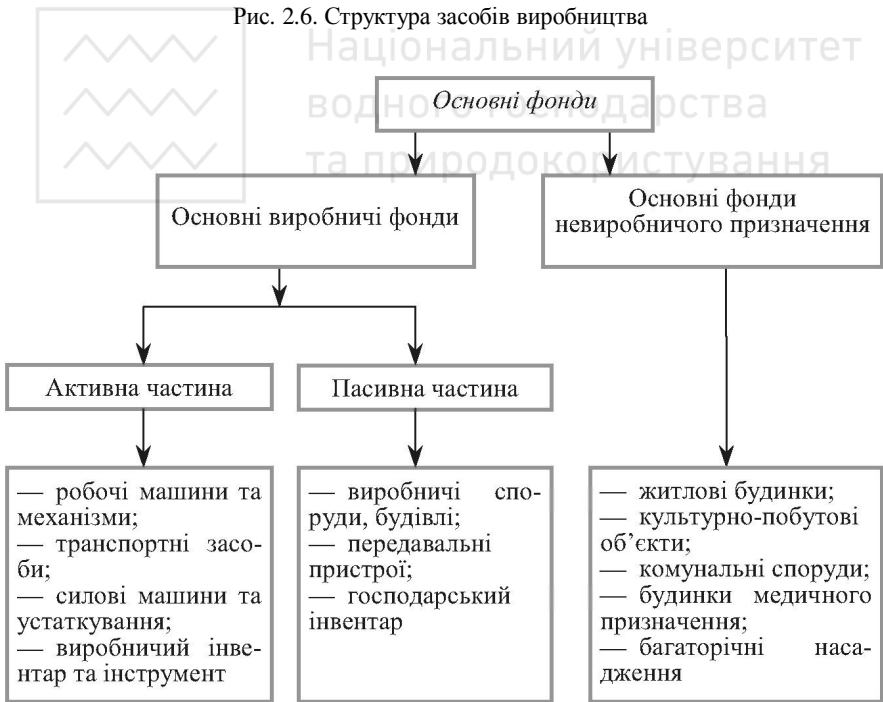 Рис. 2.6. Структура засобів виробництва
Національний університет
водного господарства
та природокористування
Основні фонди
Основні виробничі фонди
Основні фонди
невиробничого призначення
Активна частина
Пасивна частина
— робочі машини та
механізми;
— транспортні засо-
би;
— силові машини та
устаткування;
— виробничий інве-
нтар та інструмент
— виробничі спо-
руди, будівлі;
— передавальні
пристрої;
— господарський
інвентар
— житлові будинки;
— культурно-побутові
об’єкти;
— комунальні споруди;
— будинки медичного
призначення;
— багаторічні наса-
дження